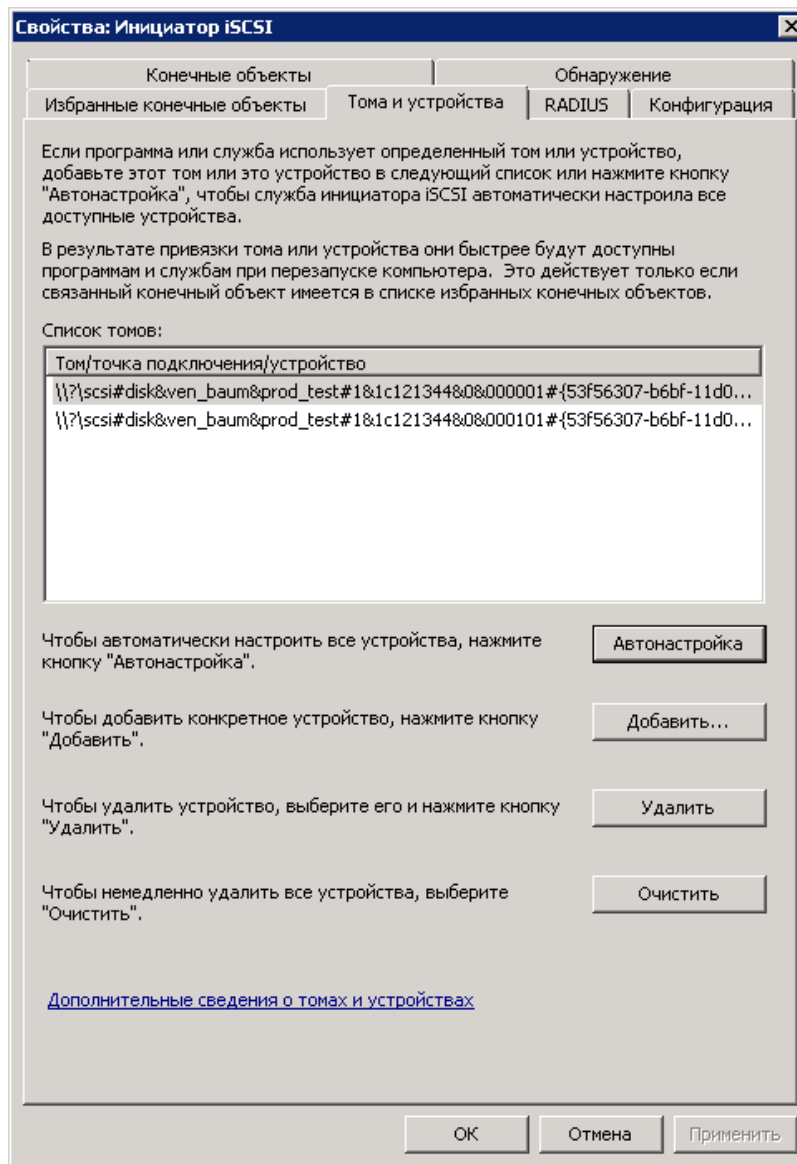 Свойства: Инициатор iSCSI
Конечные объекты
Обнаружение
Избранные конечные объекты
Тома и устройства
RADIUS
Конфигурация
Если программа или служба использует определенный том или устройство,
добавьте этот том или это устройство в следующий список или нажмите кнопку
"Автонастройка", чтобы служба инициатора iSCSI автоматически настроила все
доступные устройства.
В результате привязки тома или устройства они быстрее будут доступны
программам и службам при перезапуске компьютера. Это действует только если
связанный конечный объект имеется в списке избранных конечных объектов.
Список томов:
Том/точка подключения/устройство
\\?\scsi#disk&ven_baum&prod_test#1&1c121344&0&000001#{53f56307-b6bf-11d0...
\\?\scsi#disk&ven_baum&prod_test#1&1c121344&0&000101#{53f56307-b6bf-11d0...
Чтобы автоматически настроить все устройства, нажмите
кнопку "Автонастройка".
Автонастройка
Чтобы добавить конкретное устройство, нажмите кнопку
"Добавить".
Добавить...
Чтобы удалить устройство, выберите его и нажмите кнопку
"Удалить".
Удалить
Чтобы немедленно удалить все устройства, выберите
"Очистить".
Очистить
Дополнительные сведения о томах и устройствах
ОК
Отмена
Применить